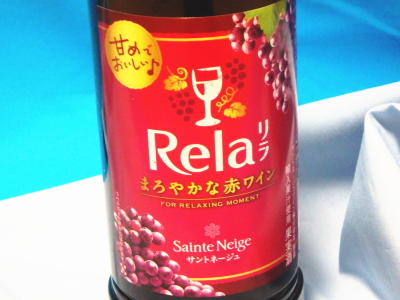 甘めで
おいしい♪
Rela
リラ
まろやかな赤ワイン
FOR RELAXING MOMENT
Sainte Neige
サントネージュ